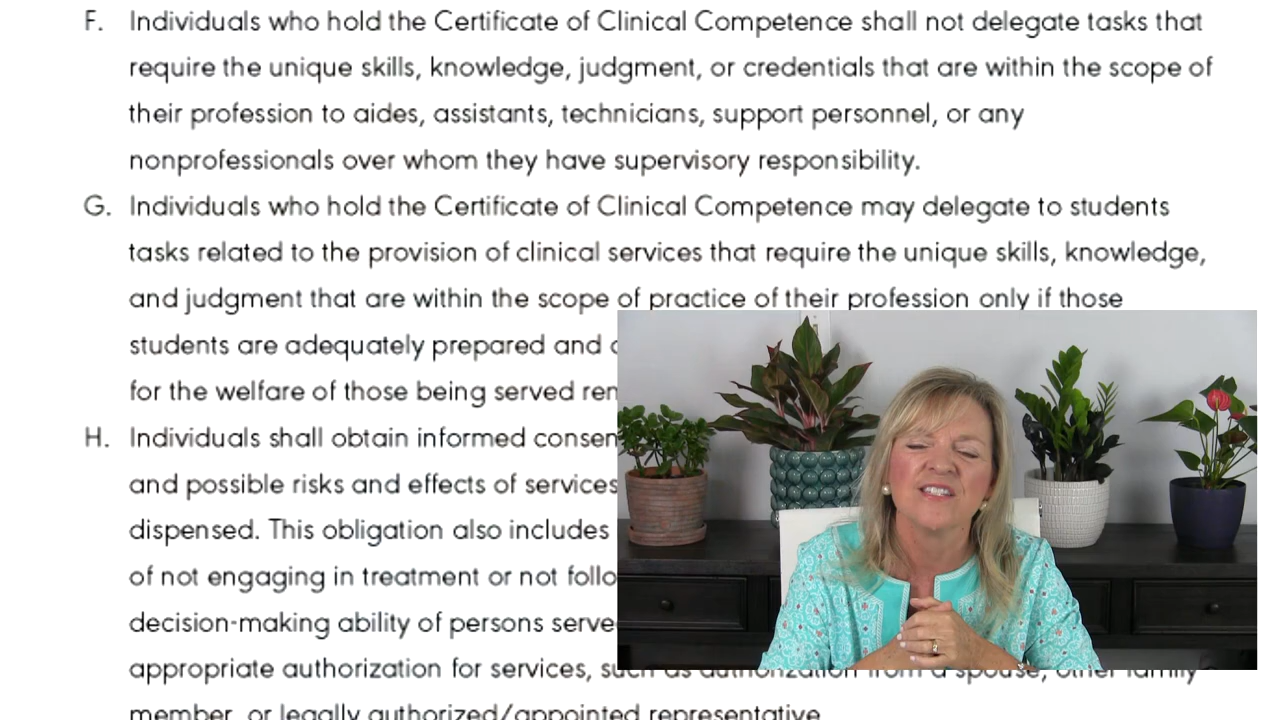 F. Individuals who hold the Certificate of Clinical Competence shall not delegate tasks that
require the unique skills, knowledge, judgment, or credentials that are within the scope of
their profession to aides, assistants, technicians, support personnel, or any
nonprofessionals over whom they have supervisory responsibility.
G. Individuals who hold the Certificate of Clinical Competence may delegate to students
tasks related to the provision of clinical services that require the unique skills, knowledge,
and judgment that are within the scope of practice of their profession only if those
students are adequately prepared and
for the welfare of those being served
H. Individuals shall obtain informed
and possible risks and effects of services
dispensed. This obligation also includes
of not engaging in treatment or not
decision-making ability of persons
appropriate authorization for services, such as authorization from a spouse, other family
member, or legally authorized/appointed representative